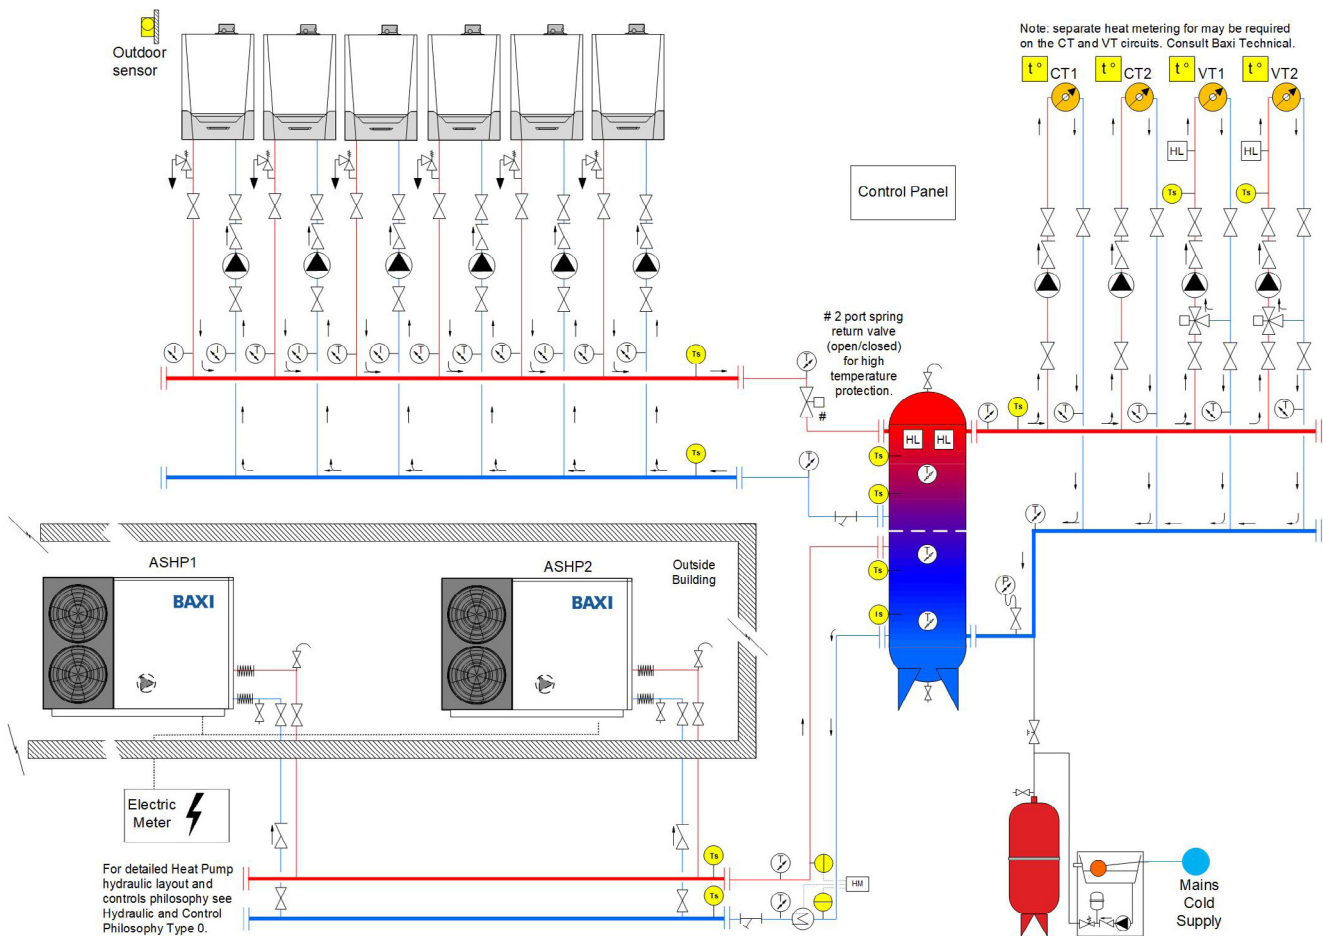 Outdoor
sensor
Note: separate heat metering for may be required
on the CT and VT circuits. Consult Baxi Technical.
t° CT1
t° CT2
t° VT1
t° VT2
HL
HL
Ts
Ts
Control Panel
# 2 port spring
return valve
(open/closed)
for high
temperature
protection.
#
I
I
T
I
T
T
T
I
T
T
T
T
Ts
T
T
Ts
T
T
T
T
Ts
T
HL
HL
Ts
T
Ts
T
Ts
Ts
T
T
P
ASHP1
BAXI
ASHP2
BAXI
Outside
Building
Electric
Meter
For detailed Heat Pump
hydraulic layout and
controls philosophy see
Hydraulic and Control
Philosophy Type 0.
Ts
T
Ts
T
HM
Mains
Cold
Supply